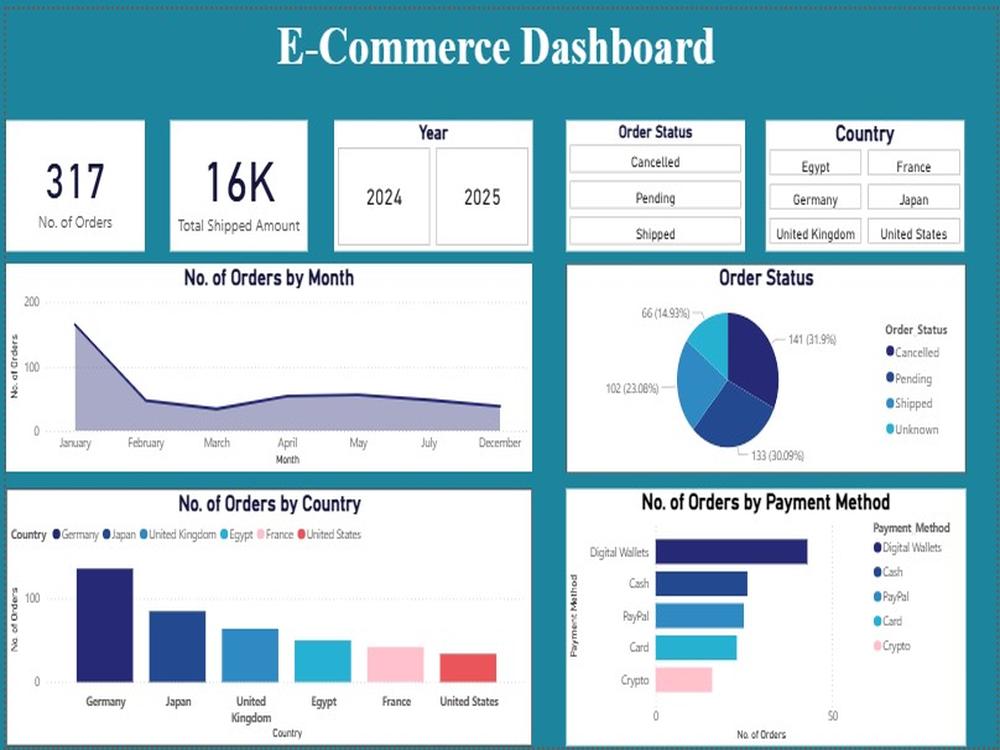 E-Commerce Dashboard
317
No. of Orders
16K
Total Shipped Amount
Year
2024 2025
Order Status
Cancelled
Pending
Shipped
Country
Egypt France
Germany Japan
United Kingdom United States
No. of Orders by Month
No. of Orders
200
100
0
January February March April May July December
Month
Order Status
66 (14.93%)
141 (31.9%)
102 (23.08%)
133 (30.09%)
Order_Status
Cancelled
Pending
Shipped
Unknown
No. of Orders by Country
Country Germany Japan United Kingdom Egypt France United States
No. of Orders
100
0
Germany Japan United Kingdom Egypt France United States
Country
No. of Orders by Payment Method
Payment Method
Digital Wallets
Cash
PayPal
Card
Crypto
0 50
No. of Orders
Payment_Method
Digital Wallets
Cash
PayPal
Card
Crypto